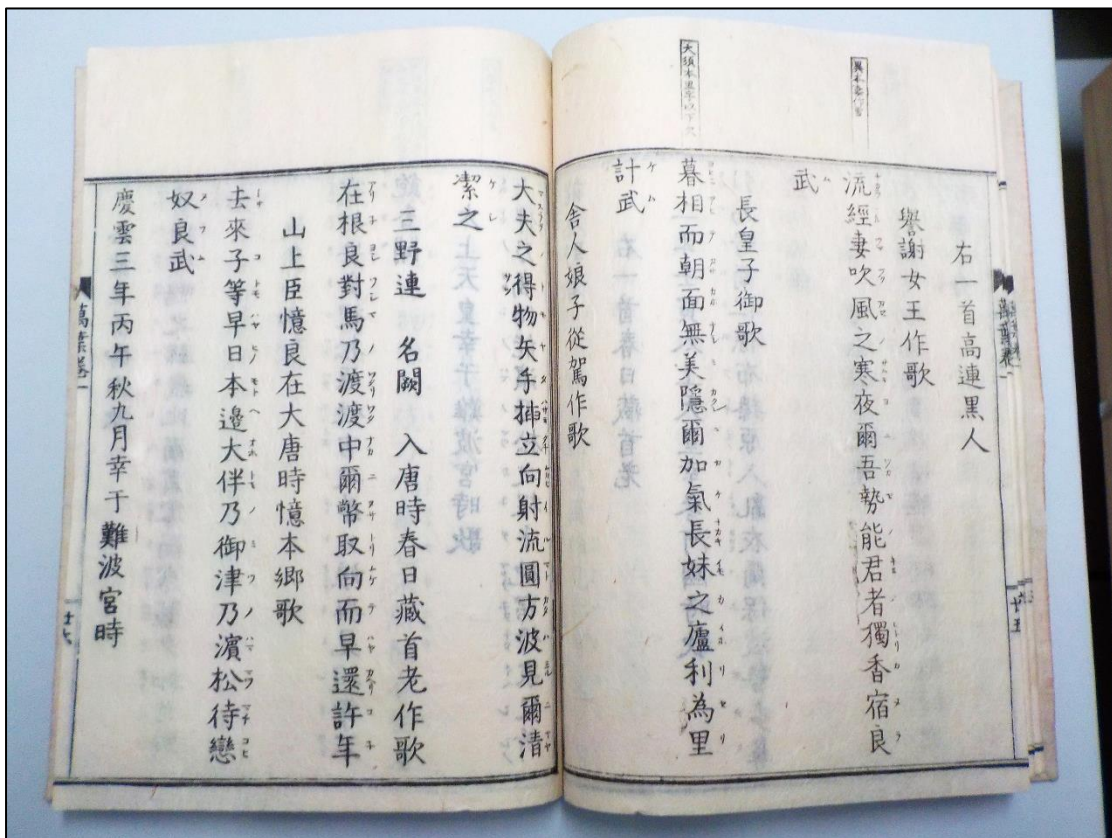 右一首高連黒人
譽謝女王作歌
流經妻吹風之寒夜爾吾勢能君者獨香宿良
武
長皇子御歌
暮相而朝面無美隱爾加氣長妹之廬利為里
計武
舎人娘子從駕作歌
大夫之得物矢手挿立向射流圓方波見爾清
潔之
三野連 名闕 入唐時春日藏首老作歌
在根良對馬乃渡渡中爾幣取向而早還許年
山上臣憶良在大唐時憶本郷歌
去來子等早日本邊大伴乃御津乃濱松待戀
奴良武
慶雲三年丙午秋九月幸于難波宮時
萬葉卷一
廿六